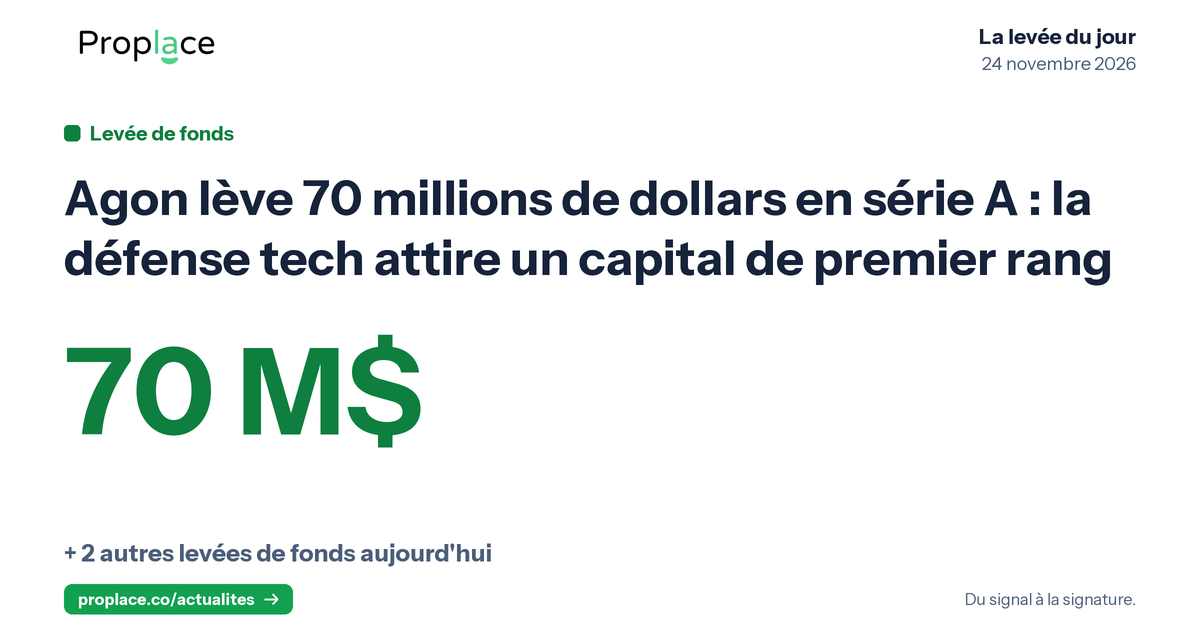 Proplace
La levée du jour
24 novembre 2026
Levée de fonds
Agon lève 70 millions de dollars en série A : la
défense tech attire un capital de premier rang
70 M$
+ 2 autres levées de fonds aujourd'hui
proplace.co/actualites →
Du signal à la signature.